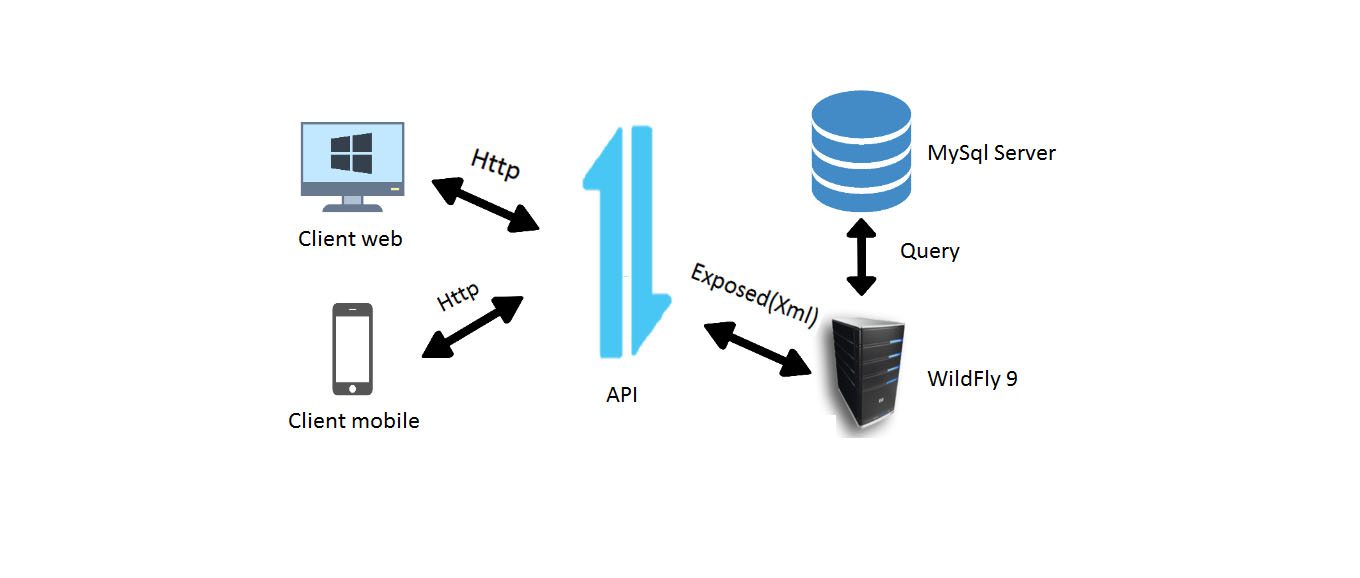 Http
MySql Server
Client web
Query
Http
Exposed(Xml)
WildFly 9
API
Client mobile